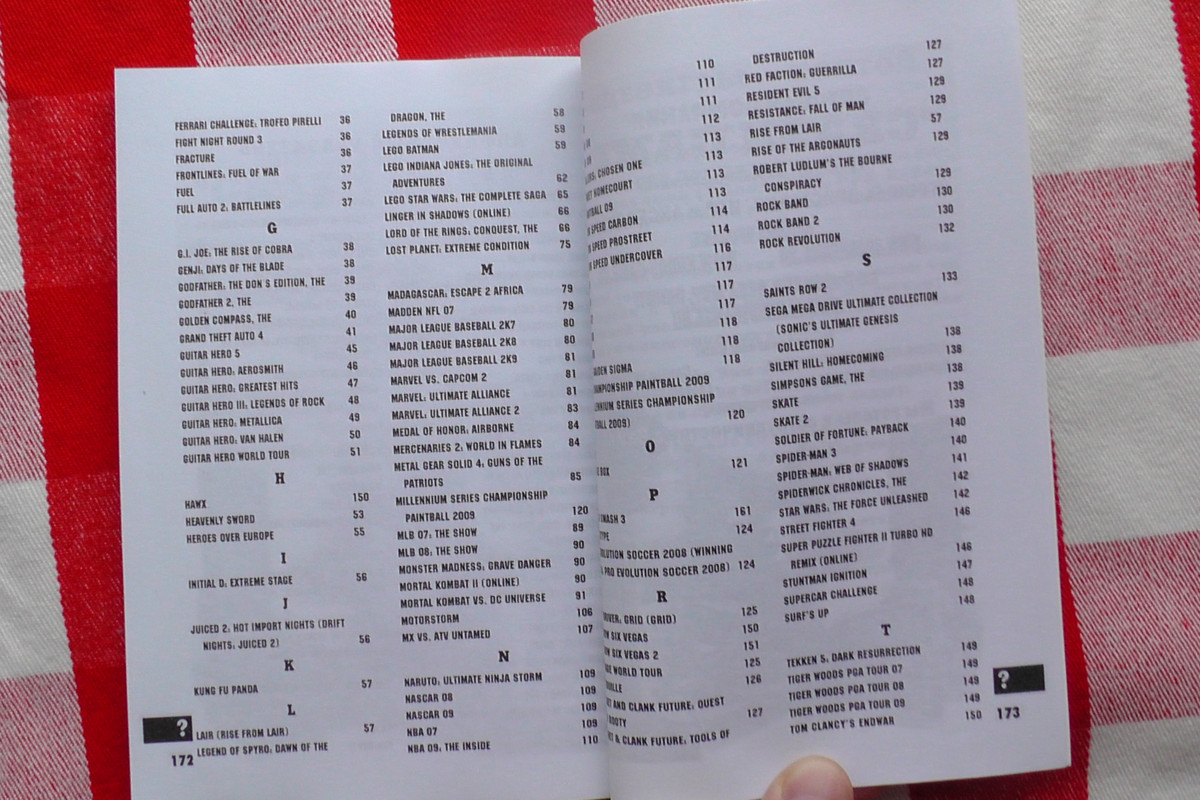 FERRARI CHALLENGE: TROFEO PIRELLI 36
FIGHT NIGHT ROUND 3 36
FRACTURE 36
FRONTLINES: FUEL OF WAR 37
FUEL 37
FULL AUTO 2: BATTLELINES 37
G
G.I. JOE: THE RISE OF COBRA 38
GENJI: DAYS OF THE BLADE 38
GODFATHER: THE DON'S EDITION, THE 39
GODFATHER 2, THE 39
GOLDEN COMPASS, THE 40
GRAND THEFT AUTO 4 41
GUITAR HERO 5 45
GUITAR HERO: AEROSMITH 46
GUITAR HERO: GREATEST HITS 47
GUITAR HERO III: LEGENDS OF ROCK 48
GUITAR HERO: METALLICA 49
GUITAR HERO: VAN HALEN 50
GUITAR HERO WORLD TOUR 51
H
HAWX 150
HEAVENLY SWORD 53
HEROES OVER EUROPE 55
I
INITIAL D: EXTREME STAGE 56
J
JUICED 2: HOT IMPORT NIGHTS (DRIFT
NIGHTS: JUICED 2) 56
K
KUNG FU PANDA 57
L
LAIR (RISE FROM LAIR) 57
LEGEND OF SPYRO: DAWN OF THE
? 172
DRAGON, THE 58
LEGENDS OF WRESTLEMANIA 59
LEGO BATMAN 59
LEGO INDIANA JONES: THE ORIGINAL
ADVENTURES 62
LEGO STAR WARS: THE COMPLETE SAGA 65
LINGER IN SHADOWS (ONLINE) 66
LORD OF THE RINGS: CONQUEST, THE 66
LOST PLANET: EXTREME CONDITION 75
M
MADAGASCAR: ESCAPE 2 AFRICA 79
MADDEN NFL 07 79
MAJOR LEAGUE BASEBALL 2K7 80
MAJOR LEAGUE BASEBALL 2K8 80
MAJOR LEAGUE BASEBALL 2K9 81
MARVEL VS. CAPCOM 2 81
MARVEL: ULTIMATE ALLIANCE 81
MARVEL: ULTIMATE ALLIANCE 2 83
MEDAL OF HONOR: AIRBORNE 84
MERCENARIES 2: WORLD IN FLAMES 84
METAL GEAR SOLID 4: GUNS OF THE
PATRIOTS 85
MILLENNIUM SERIES CHAMPIONSHIP
PAINTBALL 2009 120
MLB 07: THE SHOW 89
MLB 08: THE SHOW 90
MONSTER MADNESS: GRAVE DANGER 90
MORTAL KOMBAT II (ONLINE) 90
MORTAL KOMBAT VS. DC UNIVERSE 91
MOTORSTORM 106
MX VS. ATV UNTAMED 107
N
NARUTO: ULTIMATE NINJA STORM 109
NASCAR 08 109
NASCAR 09 109
NBA 07 109
NBA 09: THE INSIDE 110
110
111
111
112
113
113
CHOSEN ONE 113
HOMECOURT 113
09 114
SPEED CARBON 114
SPEED PROSTREET 116
SPEED UNDERCOVER 117
117
117
118
118
118
SIGMA
PAINTBALL 2009
SERIES CHAMPIONSHIP
2009) 120
O
BOX 121
P
SMASH 3 161
124
SOCCER 2008 (WINNING
PRO EVOLUTION SOCCER 2008) 124
R
GRID (GRID) 125
SIX VEGAS 150
SIX VEGAS 2 151
WORLD TOUR 125
126
AND CLANK FUTURE: QUEST
127
& CLANK FUTURE: TOOLS OF
DESTRUCTION 127
RED FACTION: GUERRILLA 127
RESIDENT EVIL 5 129
RESISTANCE: FALL OF MAN 129
RISE FROM LAIR 57
RISE OF THE ARGONAUTS 129
ROBERT LUDLUM'S THE BOURNE
CONSPIRACY 129
ROCK BAND 130
ROCK BAND 2 130
ROCK REVOLUTION 132
S
SAINTS ROW 2 133
SEGA MEGA DRIVE ULTIMATE COLLECTION
(SONIC'S ULTIMATE GENESIS
COLLECTION) 138
SILENT HILL: HOMECOMING 138
SIMPSONS GAME, THE 138
SKATE 139
SKATE 2 139
SOLDIER OF FORTUNE: PAYBACK 140
SPIDER-MAN 3 140
SPIDER-MAN: WEB OF SHADOWS 141
SPIDERWICK CHRONICLES, THE 142
STAR WARS: THE FORCE UNLEASHED 142
STREET FIGHTER 4 146
SUPER PUZZLE FIGHTER II TURBO HD
REMIX (ONLINE) 146
STUNTMAN IGNITION 147
SUPERCAR CHALLENGE 148
SURF'S UP 148
T
TEKKEN 5: DARK RESURRECTION 149
TIGER WOODS PGA TOUR 07 149
TIGER WOODS PGA TOUR 08 149
TIGER WOODS PGA TOUR 09 149
TOM CLANCY'S ENDWAR 150
? 173